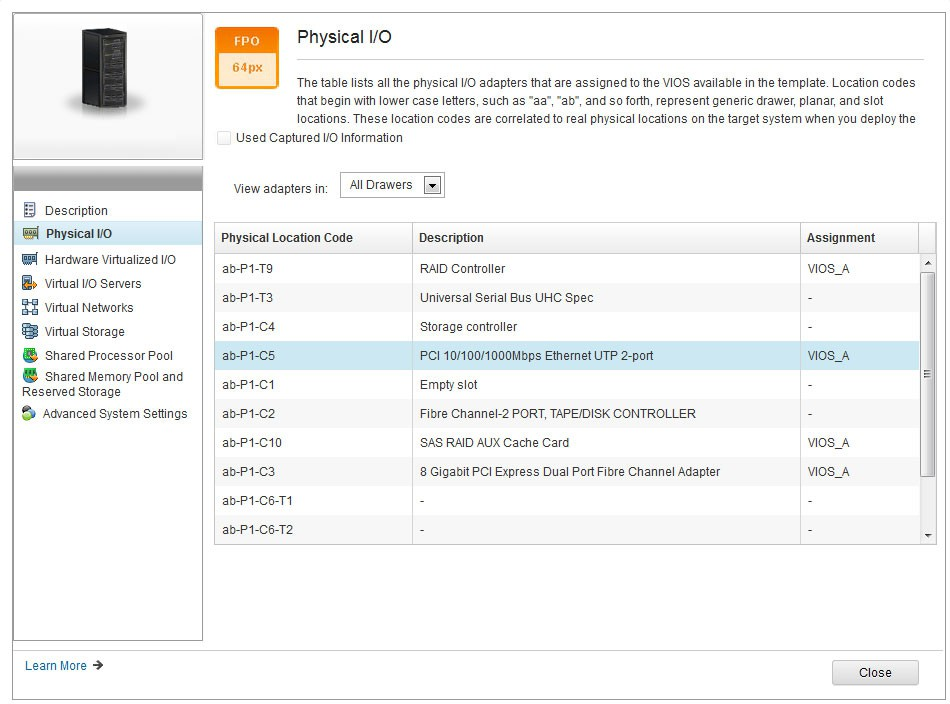 FPO
64px
Physical I/O
The table lists all the physical I/O adapters that are assigned to the VIOS available in the template. Location codes
that begin with lower case letters, such as "aa", "ab", and so forth, represent generic drawer, planar, and slot
locations. These location codes are correlated to real physical locations on the target system when you deploy the
Used Captured I/O Information
View adapters in: All Drawers
Description
Physical I/O
Hardware Virtualized I/O
Virtual I/O Servers
Virtual Networks
Virtual Storage
Shared Processor Pool
Shared Memory Pool and
Reserved Storage
Advanced System Settings
Physical Location Code Description Assignment
ab-P1-T9 RAID Controller VIOS_A
ab-P1-T3 Universal Serial Bus UHC Spec -
ab-P1-C4 Storage controller -
ab-P1-C5 PCI 10/100/1000Mbps Ethernet UTP 2-port VIOS_A
ab-P1-C1 Empty slot -
ab-P1-C2 Fibre Channel-2 PORT, TAPE/DISK CONTROLLER -
ab-P1-C10 SAS RAID AUX Cache Card VIOS_A
ab-P1-C3 8 Gigabit PCI Express Dual Port Fibre Channel Adapter VIOS_A
ab-P1-C6-T1 - -
ab-P1-C6-T2 - -
Learn More
Close